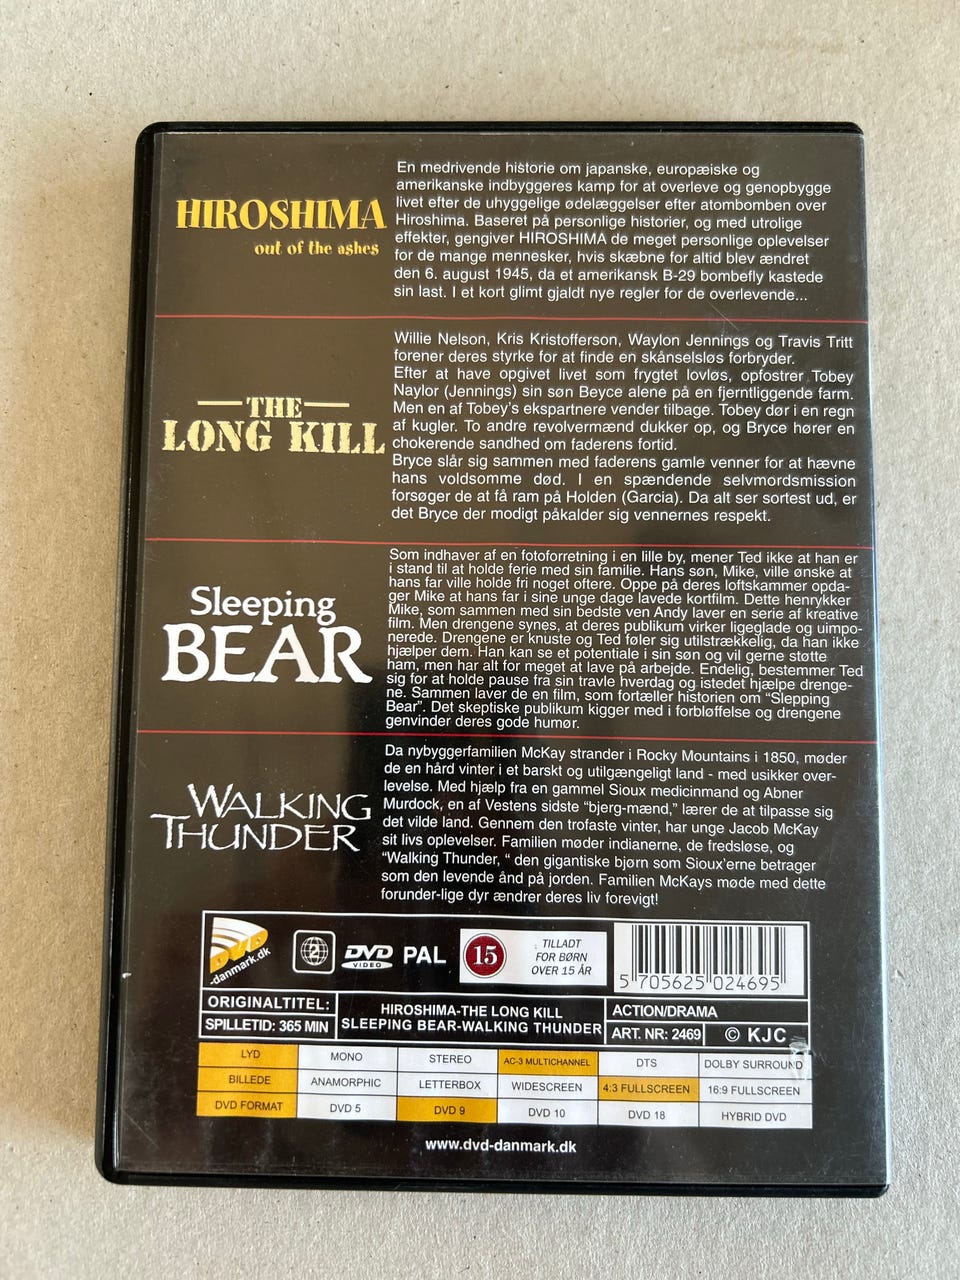 HIROSHIMA
out of the ashes
En medrivende historie om japanske, europæiske og
amerikanske indbyggeres kamp for at overleve og genopbygge
livet efter de uhyggelige ødelæggelser efter atombomben over
Hiroshima. Baseret på personlige historier, og med utrolige
effekter, gengiver HIROSHIMA de meget personlige oplevelser
for de mange mennesker, hvis skæbne for altid blev ændret
den 6. august 1945, da et amerikansk B-29 bombefly kastede
sin last. I et kort glimt gjaldt nye regler for de overlevende...
THE
LONG KILL
Willie Nelson, Kris Kristofferson, Waylon Jennings og Travis Tritt
forener deres styrke for at finde en skånselsløs forbryder.
Efter at have opgivet livet som frygtet lovløs, opfostrer Tobey
Naylor (Jennings) sin søn Beyce alene på en fjerntliggende farm.
Men en af Tobey's ekspartnere vender tilbage. Tobey dør i en regn
af kugler. To andre revolvermænd dukker op, og Bryce hører en
chokerende sandhed om faderens fortid.
Bryce slår sig sammen med faderens gamle venner for at hævne
hans voldsomme død. I en spændende selvmordsmission
forsøger de at få ram på Holden (Garcia). Da alt ser sortest ud, er
det Bryce der modigt påkalder sig vennernes respekt.
Sleeping
BEAR
Som indhaver af en fotoforretning i en lille by, mener Ted ikke at han er
i stand til at holde ferie med sin familie. Hans søn, Mike, ville ønske at
hans far ville holde fri noget oftere. Oppe på deres loftskammer opda-
ger Mike at hans far i sine unge dage lavede kortfilm. Dette henrykker
Mike, som sammen med sin bedste ven Andy laver en serie af kreative
film. Men drengene synes, at deres publikum virker ligeglade og uimpo-
nerede. Drengene er knuste og Ted føler sig utilstrækkelig, da han ikke
hjælper dem. Han kan se et potentiale i sin søn og vil gerne støtte
ham, men har alt for meget at lave på arbejde. Endelig, bestemmer Ted
sig for at holde pause fra sin travle hverdag og istedet hjælpe drenge-
ne. Sammen laver de en film, som fortæller historien om "Slepping
Bear". Det skeptiske publikum kigger med i forbløffelse og drengene
genvinder deres gode humør.
WALKING
THUNDER
Da nybyggerfamilien McKay strander i Rocky Mountains i 1850, møder
de en hård vinter i et barskt og utilgængeligt land - med usikker over-
levelse. Med hjælp fra en gammel Sioux medicinmand og Abner
Murdock, en af Vestens sidste "bjerg-mænd," lærer de at tilpasse sig
det vilde land. Gennem den trofaste vinter, har unge Jacob McKay
sit livs oplevelser. Familien møder indianerne, de fredsløse, og
"Walking Thunder, " den gigantiske bjørn som Sioux'erne betrager
som den levende ånd på jorden. Familien McKays møde med dette
forunder-lige dyr ændrer deres liv forevigt!
DVD
-danmark.dk
2
DVD
VIDEO
PAL
15
TILLADT
FOR BØRN
OVER 15 ÅR
5 705625 024695
ORIGINALTITEL:
SPILLETID: 365 MIN
HIROSHIMA-THE LONG KILL
SLEEPING BEAR-WALKING THUNDER
ACTION/DRAMA
ART. NR: 2469
© KJC
LYD MONO STEREO AC-3 MULTICHANNEL DTS DOLBY SURROUND
BILLEDE ANAMORPHIC LETTERBOX WIDESCREEN 4:3 FULLSCREEN 16:9 FULLSCREEN
DVD FORMAT DVD 5 DVD 9 DVD 10 DVD 18 HYBRID DVD
www.dvd-danmark.dk